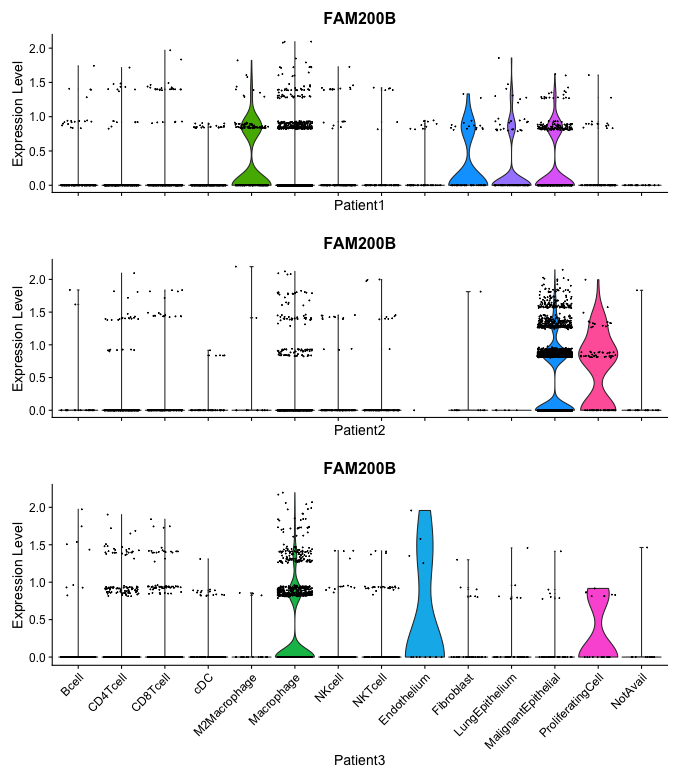 FAM200B
Expression Level
2.0
1.5
1.0
0.5
0.0
Patient1
FAM200B
Expression Level
2.0
1.5
1.0
0.5
0.0
Patient2
FAM200B
Expression Level
2.0
1.5
1.0
0.5
0.0
Bcell
CD4Tcell
CD8Tcell
cDC
M2Macrophage
Macrophage
NKcell
NKTcell
Endothelium
Fibroblast
LungEpithelium
MalignantEpithelial
ProliferatingCell
NotAvail
Patient3